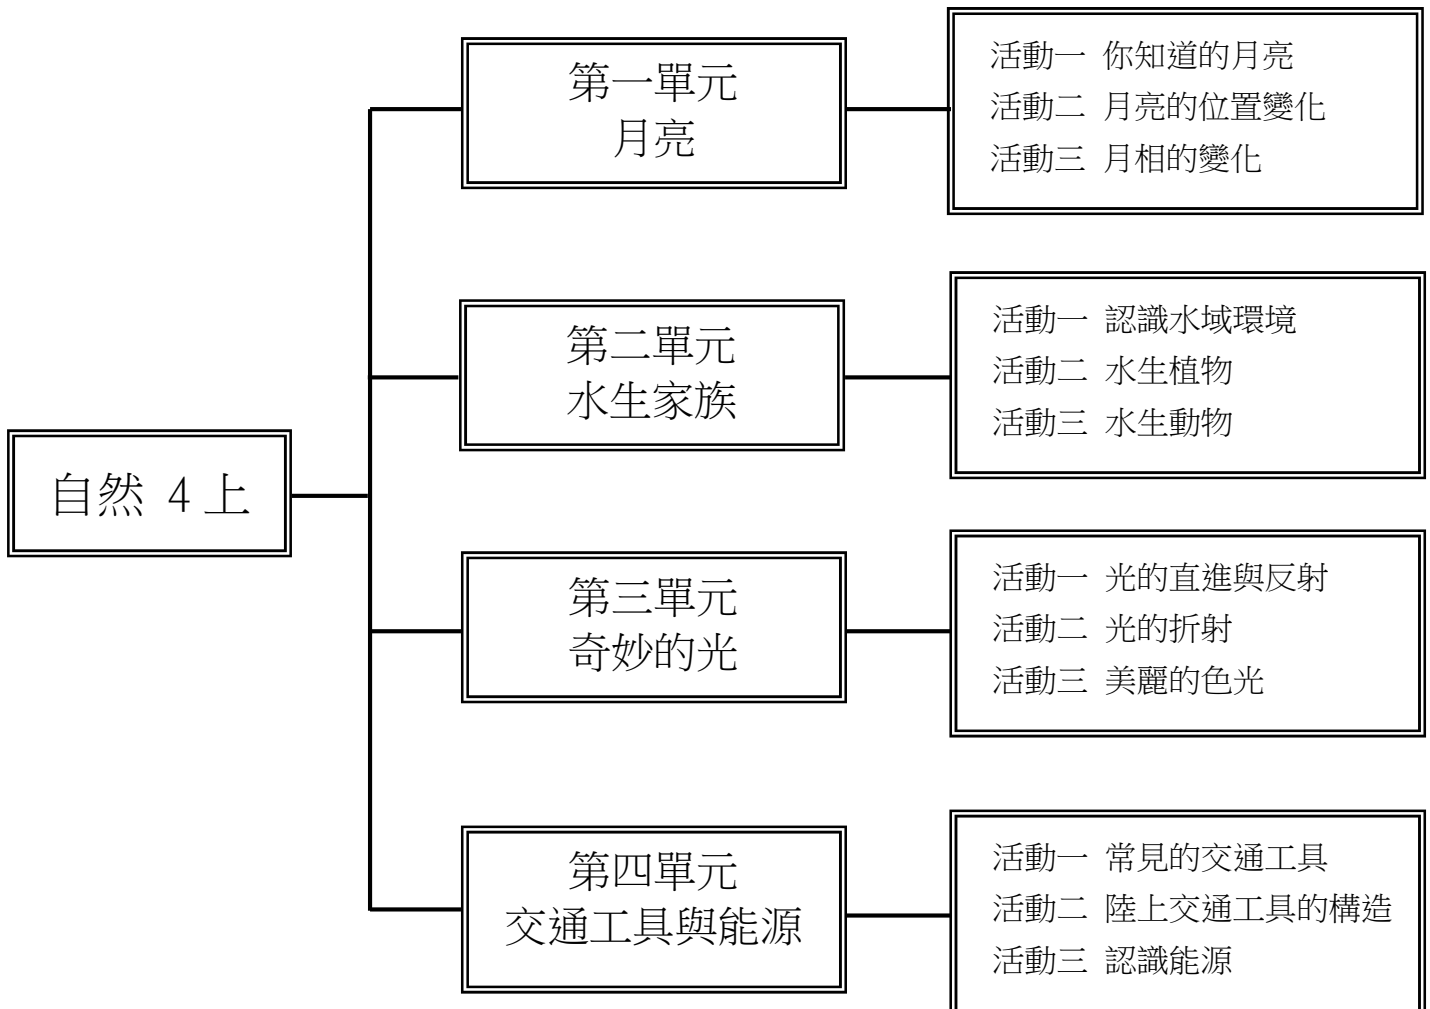 自然 4上
第一單元
月亮
活動一 你知道的月亮
活動二 月亮的位置變化
活動三 月相的變化
第二單元
水生家族
活動一 認識水域環境
活動二 水生植物
活動三 水生動物
第三單元
奇妙的光
活動一 光的直進與反射
活動二 光的折射
活動三 美麗的色光
第四單元
交通工具與能源
活動一 常見的交通工具
活動二 陸上交通工具的構造
活動三 認識能源